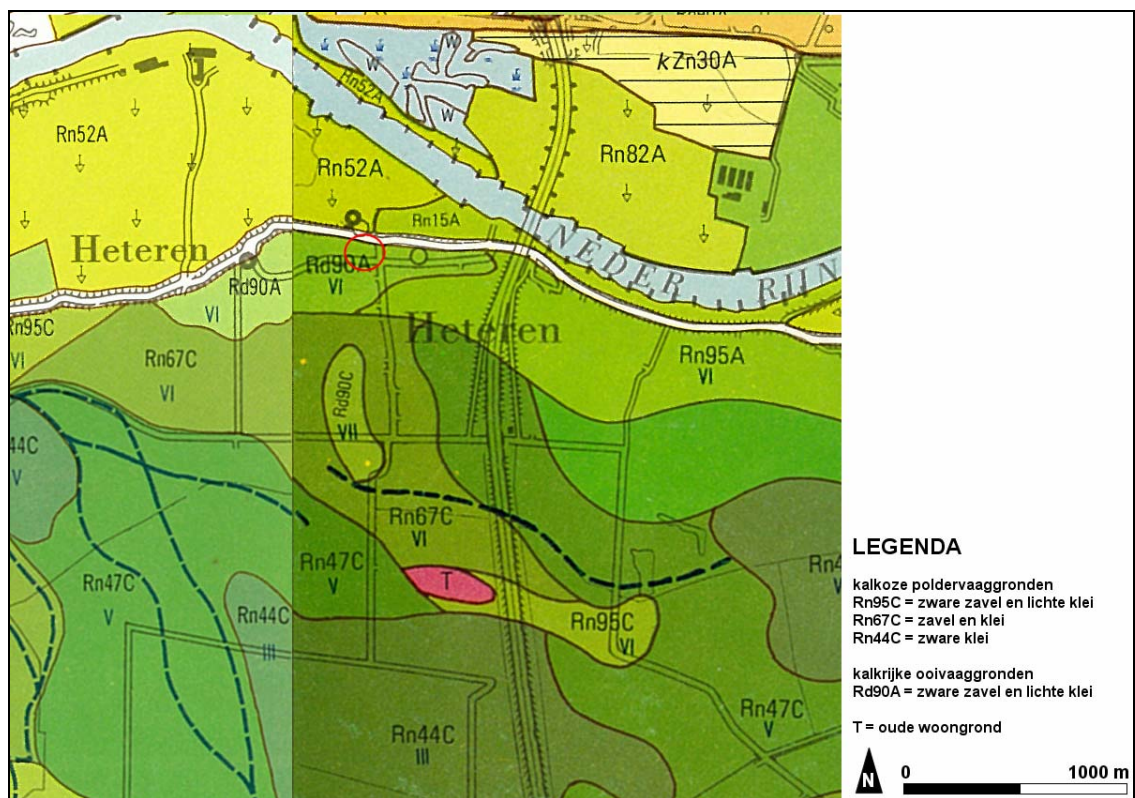 kZn30A
W
W
W
Rn52A
Rn52A
Rn82A
Rn52A
Rn15A
NEDER RIJN
Heteren
Rd90A
VI
Rd90A
VI
Heteren
Rn95C
VI
Rn67C
VI
Rn95A
VI
Rd90C
VII
44C
V
Rn67C
VI
Rn47C
V
Rn47C
V
T
Rn44C
III
Rn95C
VI
Rn4
V
Rn47C
V
Rn44C
III
LEGENDA
kalkoze poldervaaggronden
Rn95C = zware zavel en lichte klei
Rn67C = zavel en klei
Rn44C = zware klei
kalkrijke ooivaaggronden
Rd90A = zware zavel en lichte klei
T = oude woongrond
N
0 1000 m